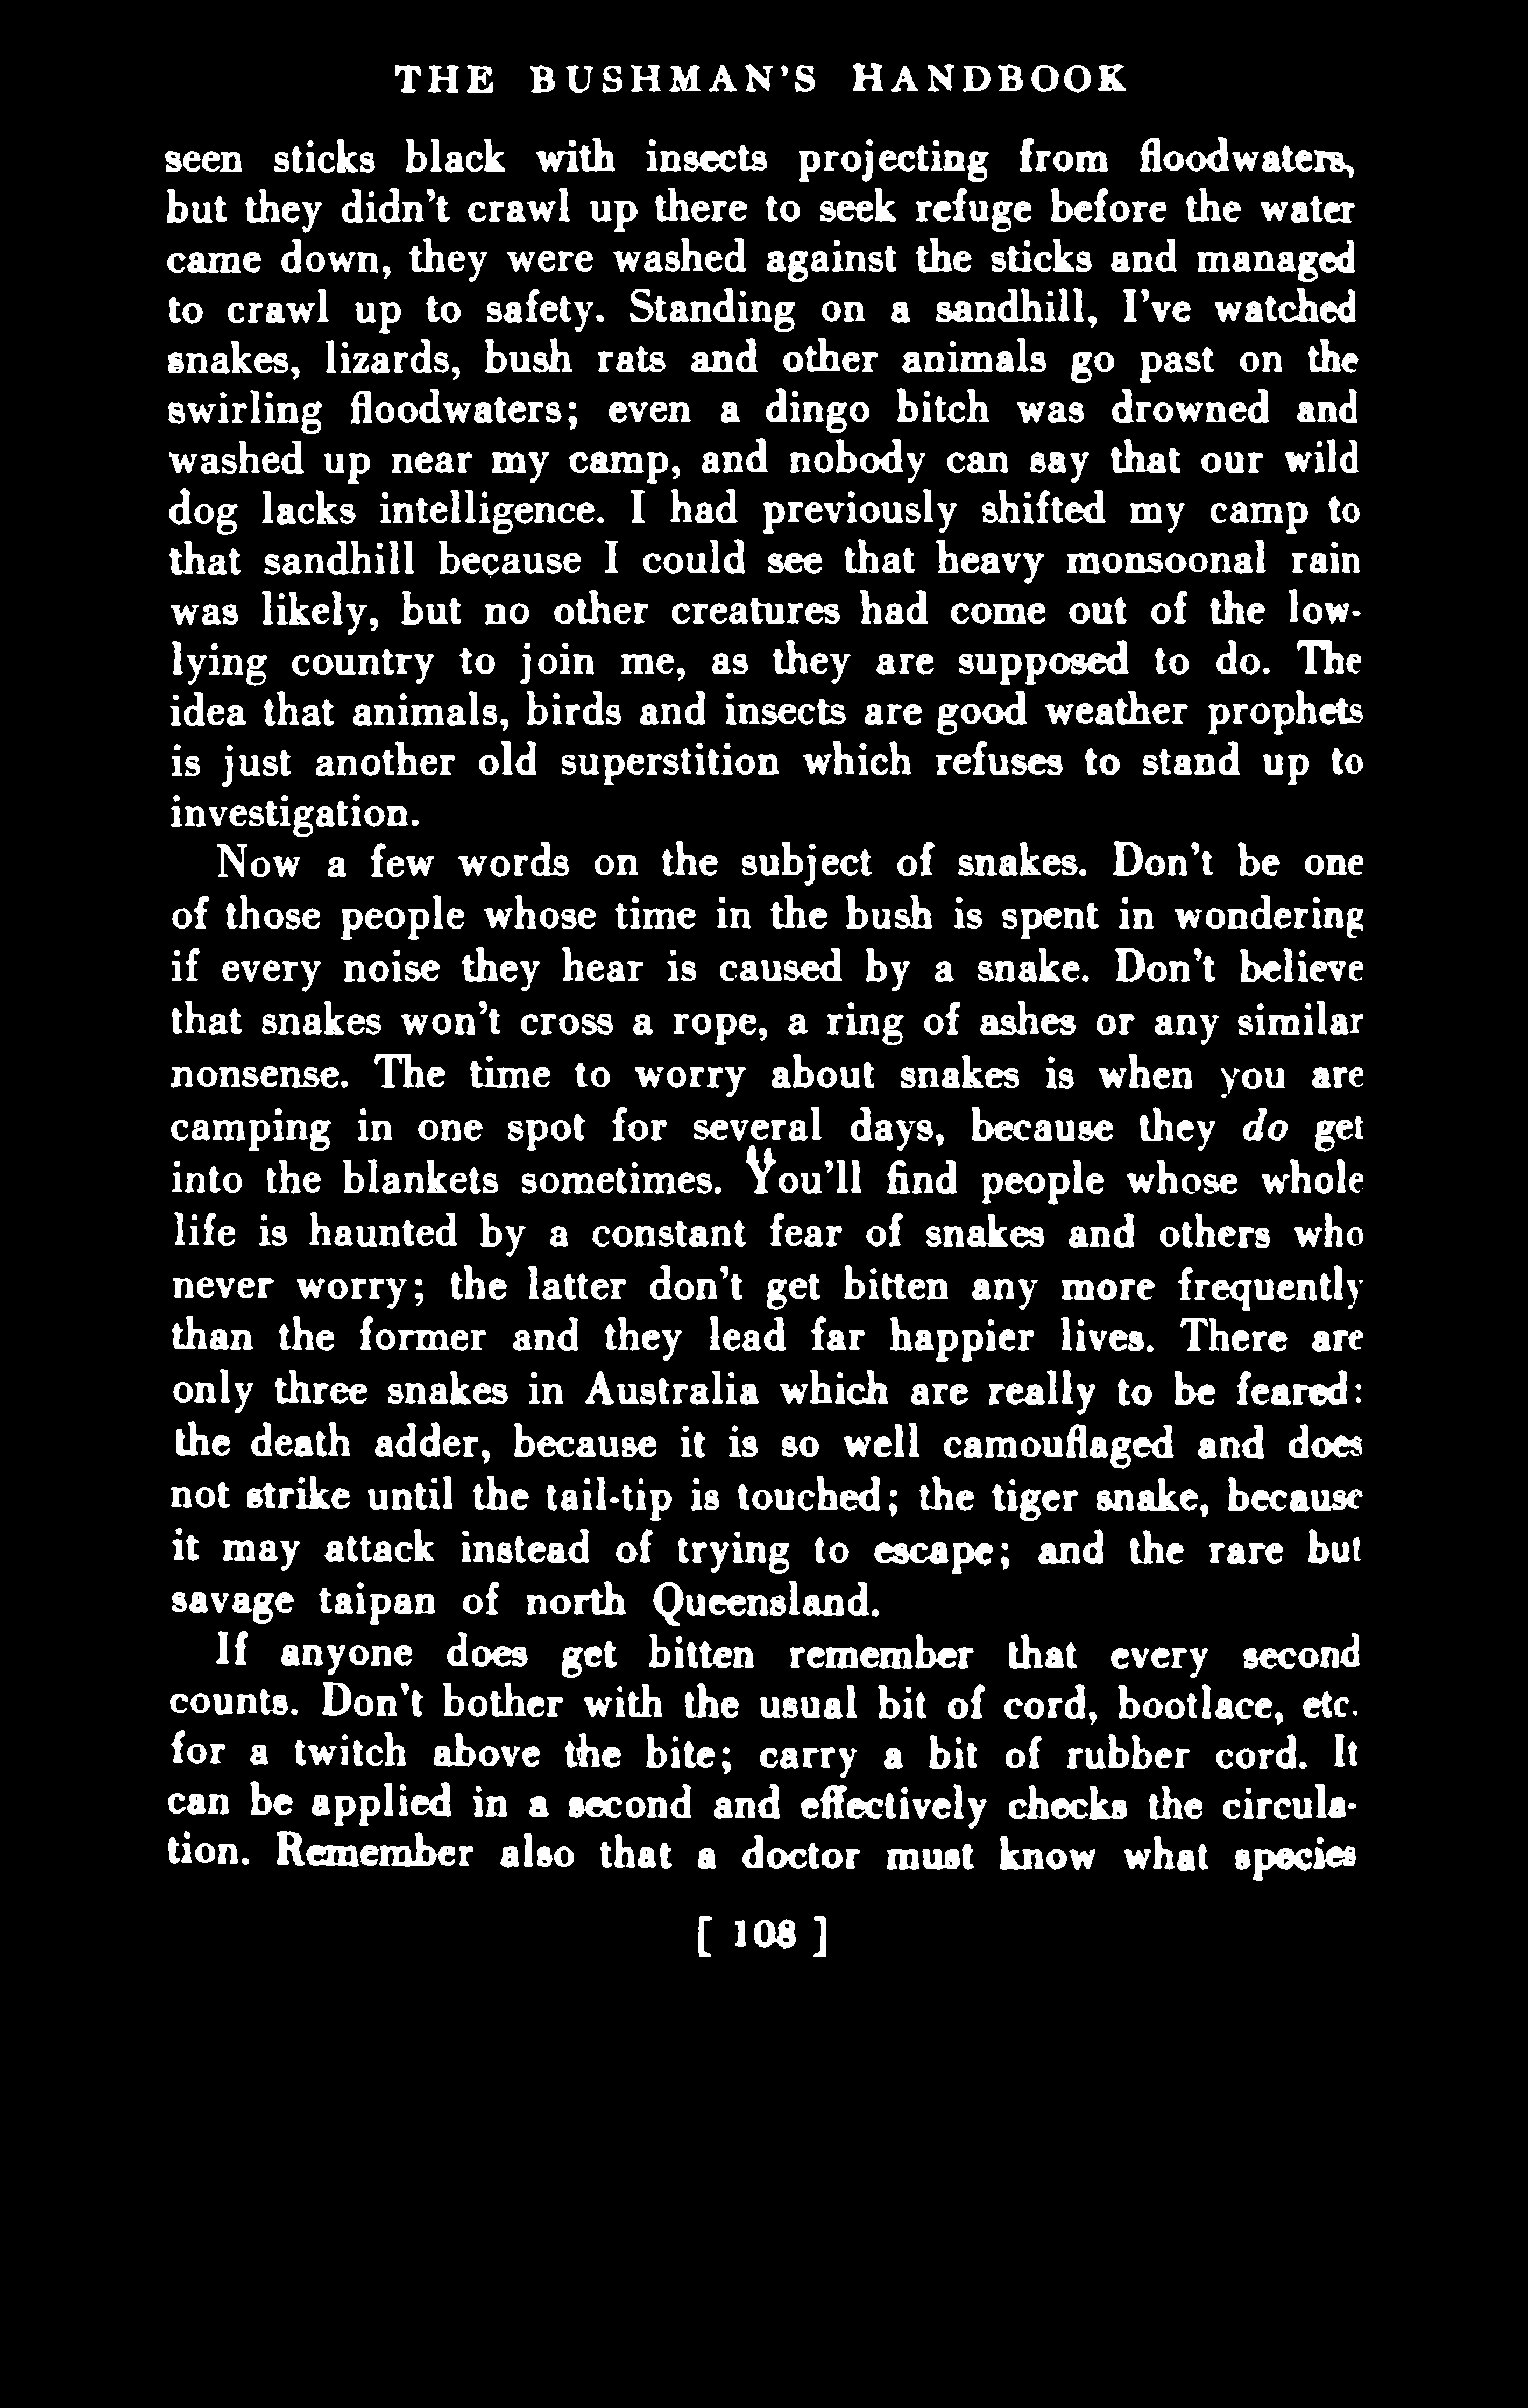 THE BUSHMAN'S HANDBOOK
seen sticks black with insects projecting from floodwaters,
but they didn't crawl up there to seek refuge before the water
came down, they were washed against the sticks and managed
to crawl up to safety. Standing on a sandhill, I've watched
snakes, lizards, bush rats and other animals go past on the
swirling floodwaters; even a dingo bitch was drowned and
washed up near my camp, and nobody can say that our wild
dog lacks intelligence. I had previously shifted my camp to
that sandhill because I could see that heavy monsoonal rain
was likely, but no other creatures had come out of the low-
lying country to join me, as they are supposed to do. The
idea that animals, birds and insects are good weather prophets
is just another old superstition which refuses to stand up to
investigation.
Now a few words on the subject of snakes. Don't be one
of those people whose time in the bush is spent in wondering
if every noise they hear is caused by a snake. Don't believe
that snakes won't cross a rope, a ring of ashes or any similar
nonsense. The time to worry about snakes is when you are
camping in one spot for several days, because they do get
into the blankets sometimes. You'll find people whose whole
life is haunted by a constant fear of snakes and others who
never worry; the latter don't get bitten any more frequently
than the former and they lead far happier lives. There are
only three snakes in Australia which are really to be feared:
the death adder, because it is so well camouflaged and does
not strike until the tail-tip is touched; the tiger snake, because
it may attack instead of trying to escape; and the rare but
savage taipan of north Queensland.
If anyone does get bitten remember that every second
counts. Don't bother with the usual bit of cord, bootlace, etc.
for a twitch above the bite; carry a bit of rubber cord. It
can be applied in a second and effectively checks the circula-
tion. Remember also that a doctor must know what species
[ 108 ]